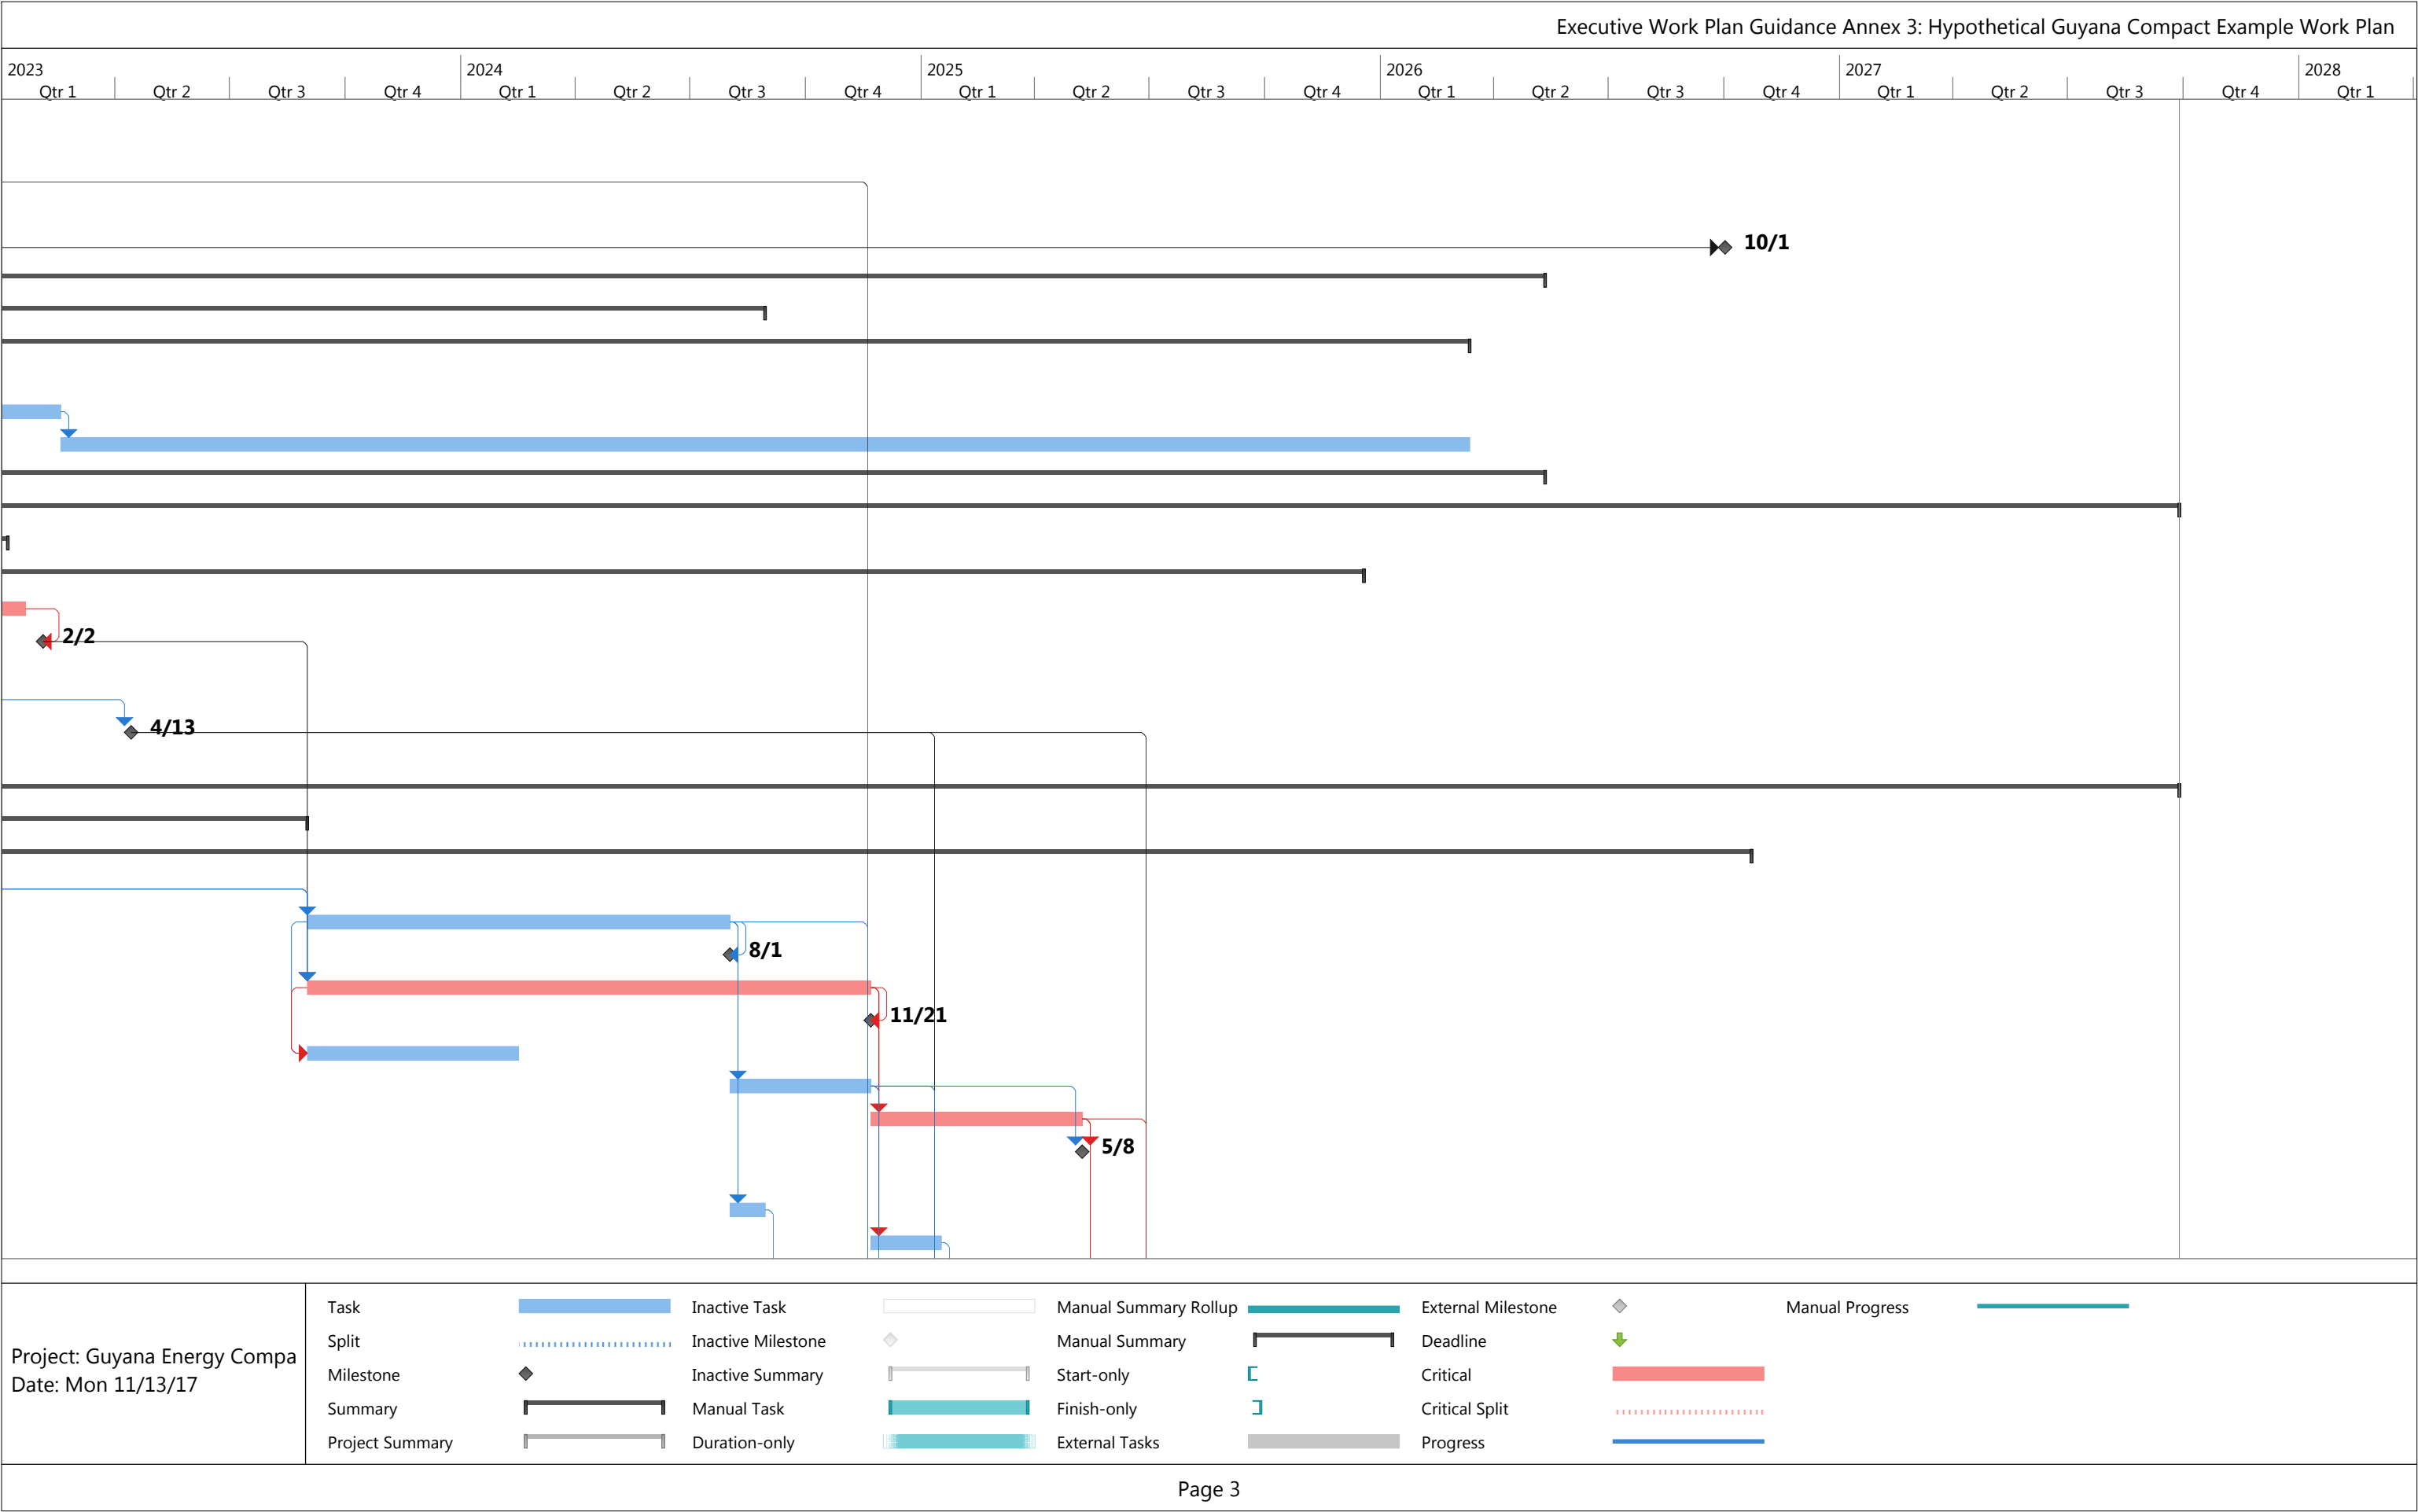 Executive Work Plan Guidance Annex 3: Hypothetical Guyana Compact Example Work Plan
2023 2024 2025 2026 2027 2028
Qtr 1 Qtr 2 Qtr 3 Qtr 4 Qtr 1 Qtr 2 Qtr 3 Qtr 4 Qtr 1 Qtr 2 Qtr 3 Qtr 4 Qtr 1 Qtr 2 Qtr 3 Qtr 4 Qtr 1 Qtr 2 Qtr 3 Qtr 4 Qtr 1
10/1
2/2
4/13
8/1
11/21
5/8
Project: Guyana Energy Compa
Date: Mon 11/13/17
Task
Split
Milestone
Summary
Project Summary
Inactive Task
Inactive Milestone
Inactive Summary
Manual Task
Duration-only
Manual Summary Rollup
Manual Summary
Start-only
Finish-only
External Tasks
External Milestone
Deadline
Critical
Critical Split
Progress
Manual Progress
Page 3